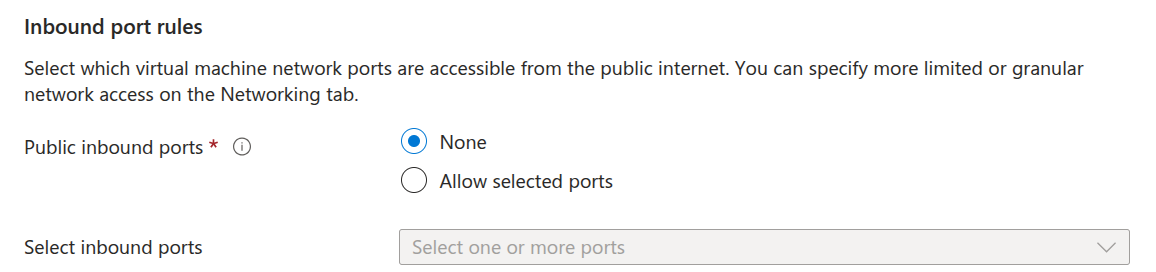 Inbound port rules
Select which virtual machine network ports are accessible from the public internet. You can specify more limited or granular
network access on the Networking tab.
Public inbound ports *
None
Allow selected ports
Select inbound ports
Select one or more ports